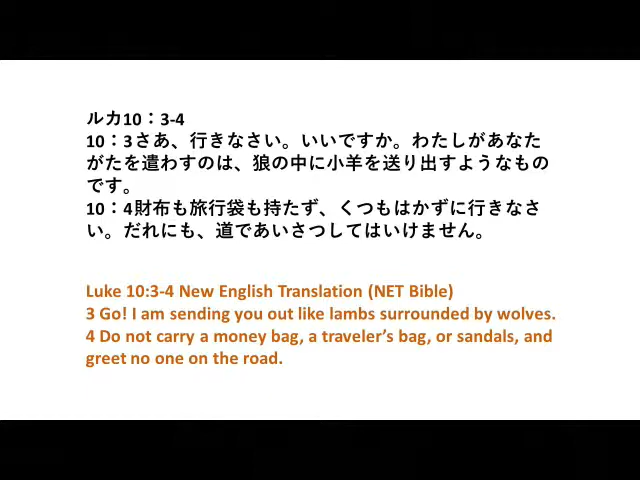 ルカ10：3-4
10：3さあ、行きなさい。いいですか。わたしがあなた
がたを遣わすのは、狼の中に小羊を送り出すようなもの
です。
10：4財布も旅行袋も持たず、くつもはかずに行きなさ
い。だれにも、道であいさつしてはいけません。
Luke 10:3-4 New English Translation (NET Bible)
3 Go! I am sending you out like lambs surrounded by wolves.
4 Do not carry a money bag, a traveler’s bag, or sandals, and
greet no one on the road.